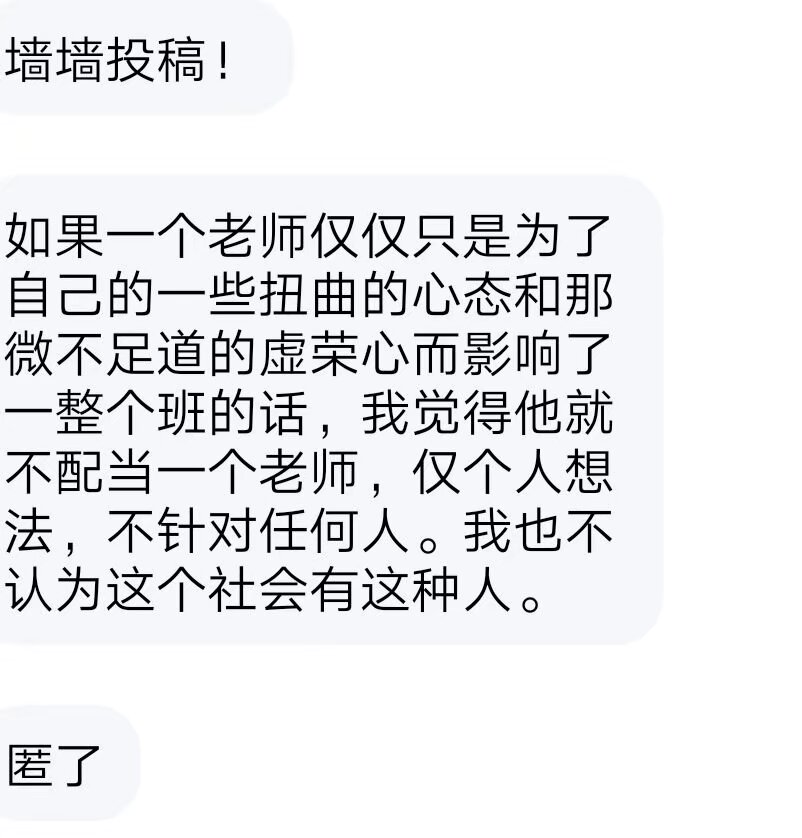 墙墙投稿！
如果一个老师仅仅只是为了
自己的一些扭曲的心态和那
微不足道的虚荣心而影响了
一整个班的话，我觉得他就
不配当一个老师，仅个人想
法，不针对任何人。我也不
认为这个社会有这种人。
匿了